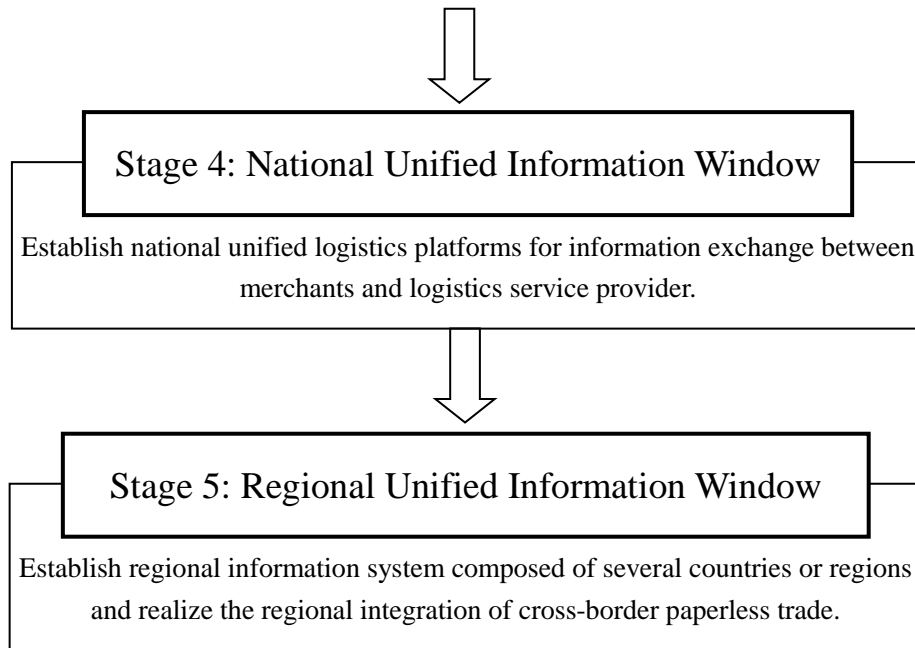 Stage 4: National Unified Information Window
Establish national unified logistics platforms for information exchange between
merchants and logistics service provider.
Stage 5: Regional Unified Information Window
Establish regional information system composed of several countries or regions
and realize the regional integration of cross-border paperless trade.